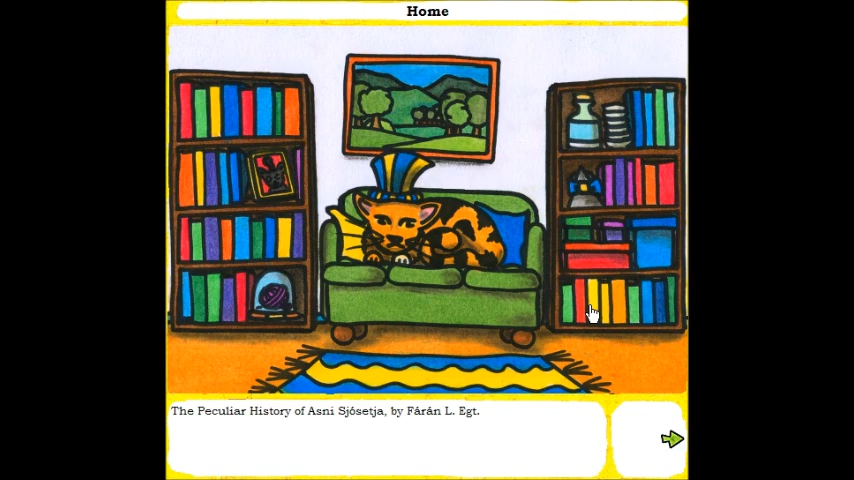 Home
The Peculiar History of Asni Sjósetja, by Fárán L. Egt.